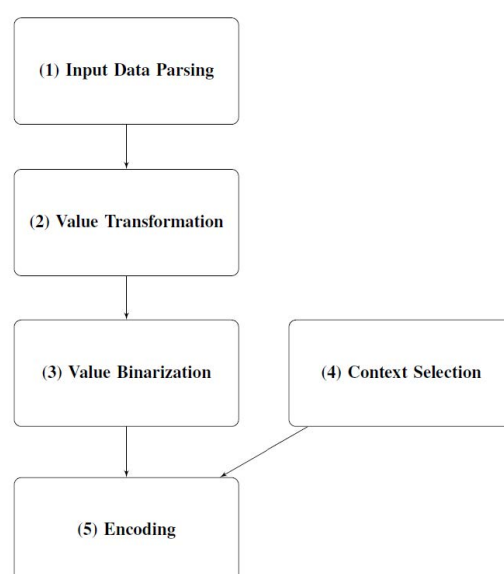 (1) Input Data Parsing
(2) Value Transformation
(3) Value Binarization
(4) Context Selection
(5) Encoding